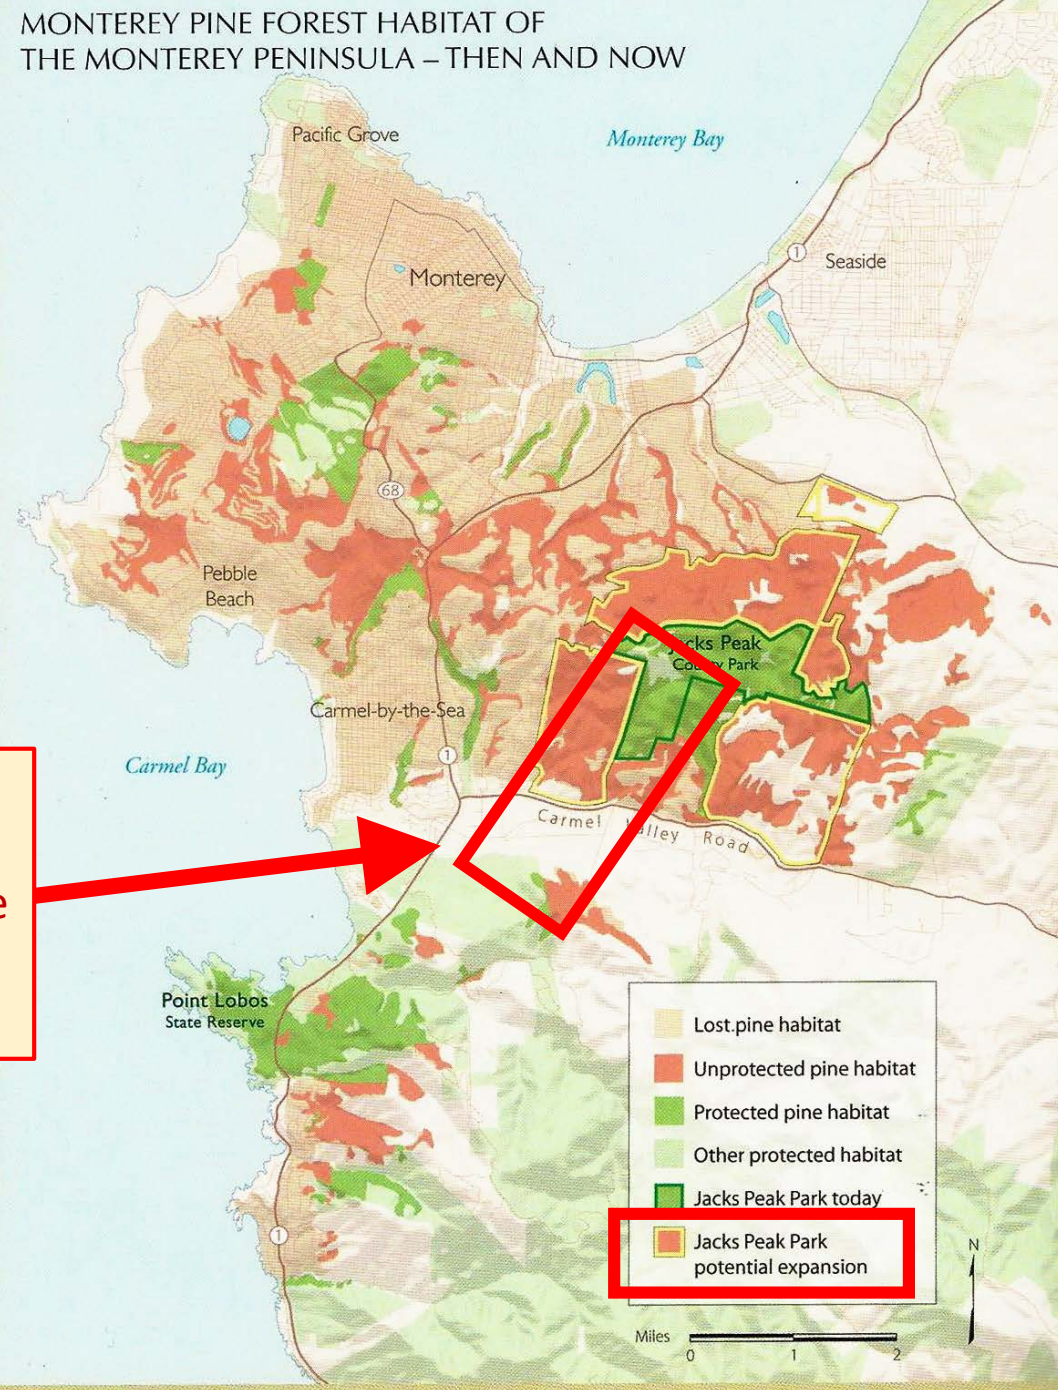 MONTEREY PINE FOREST HABITAT OF
THE MONTEREY PENINSULA – THEN AND NOW
Pacific Grove
Monterey Bay
1
Seaside
Monterey
68
Pebble
Beach
Jacks Peak
County Park
Carmel-by-the-Sea
1
Carmel Bay
Carmel Valley Road
e
Point Lobos
State Reserve
Lost pine habitat
Unprotected pine habitat
Protected pine habitat
Other protected habitat
Jacks Peak Park today
Jacks Peak Park
potential expansion
1
N
Miles
0 1 2